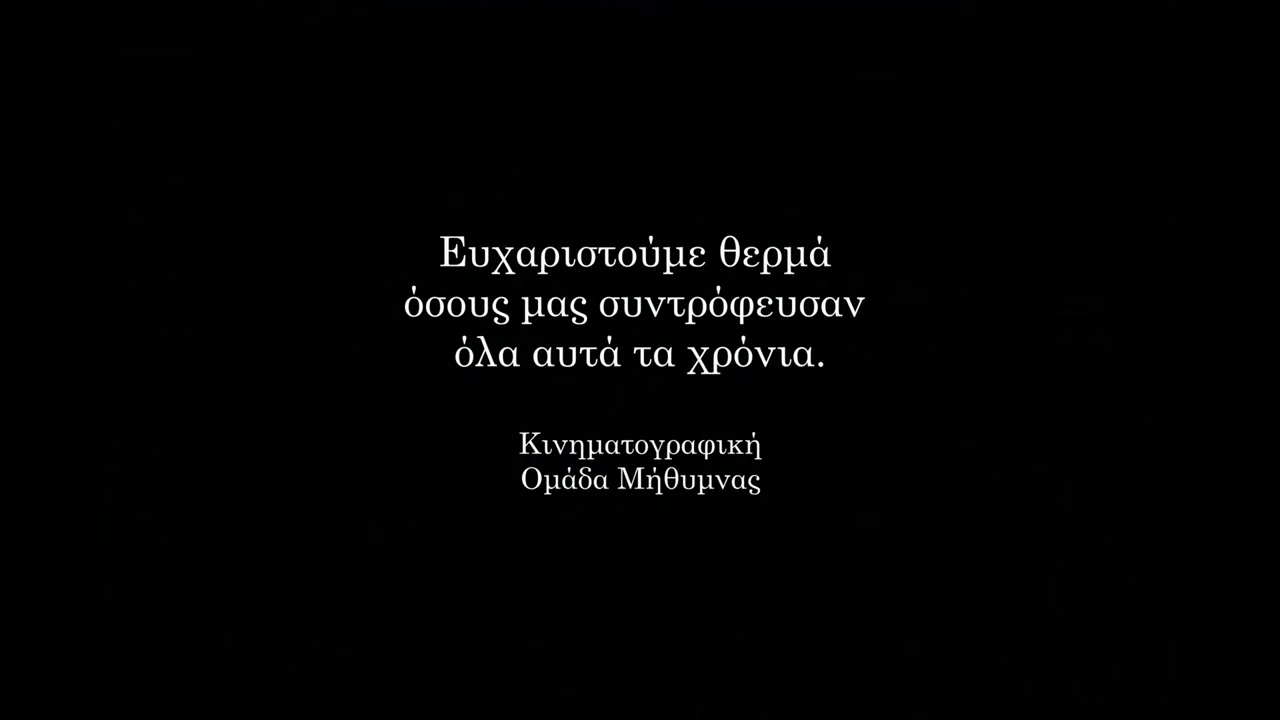 Ευχαριστούμε θερμά
όσους μας συντρόφευσαν
όλα αυτά τα χρόνια.
Κινηματογραφική
Ομάδα Μήθυμνας